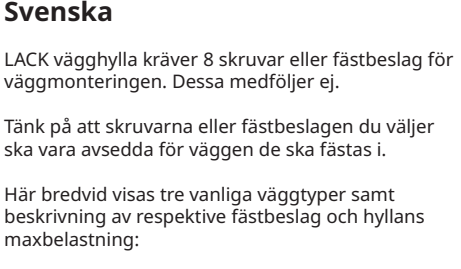 Svenska
LACK vägghylla kräver 8 skruvar eller fästbeslag för
väggmonteringen. Dessa medföljer ej.
Tänk på att skruvarna eller fästbeslagen du väljer
ska vara avsedda för väggen de ska fästas i.
Här bredvid visas tre vanliga väggtyper samt
beskrivning av respektive fästbeslag och hyllans
maxbelastning: